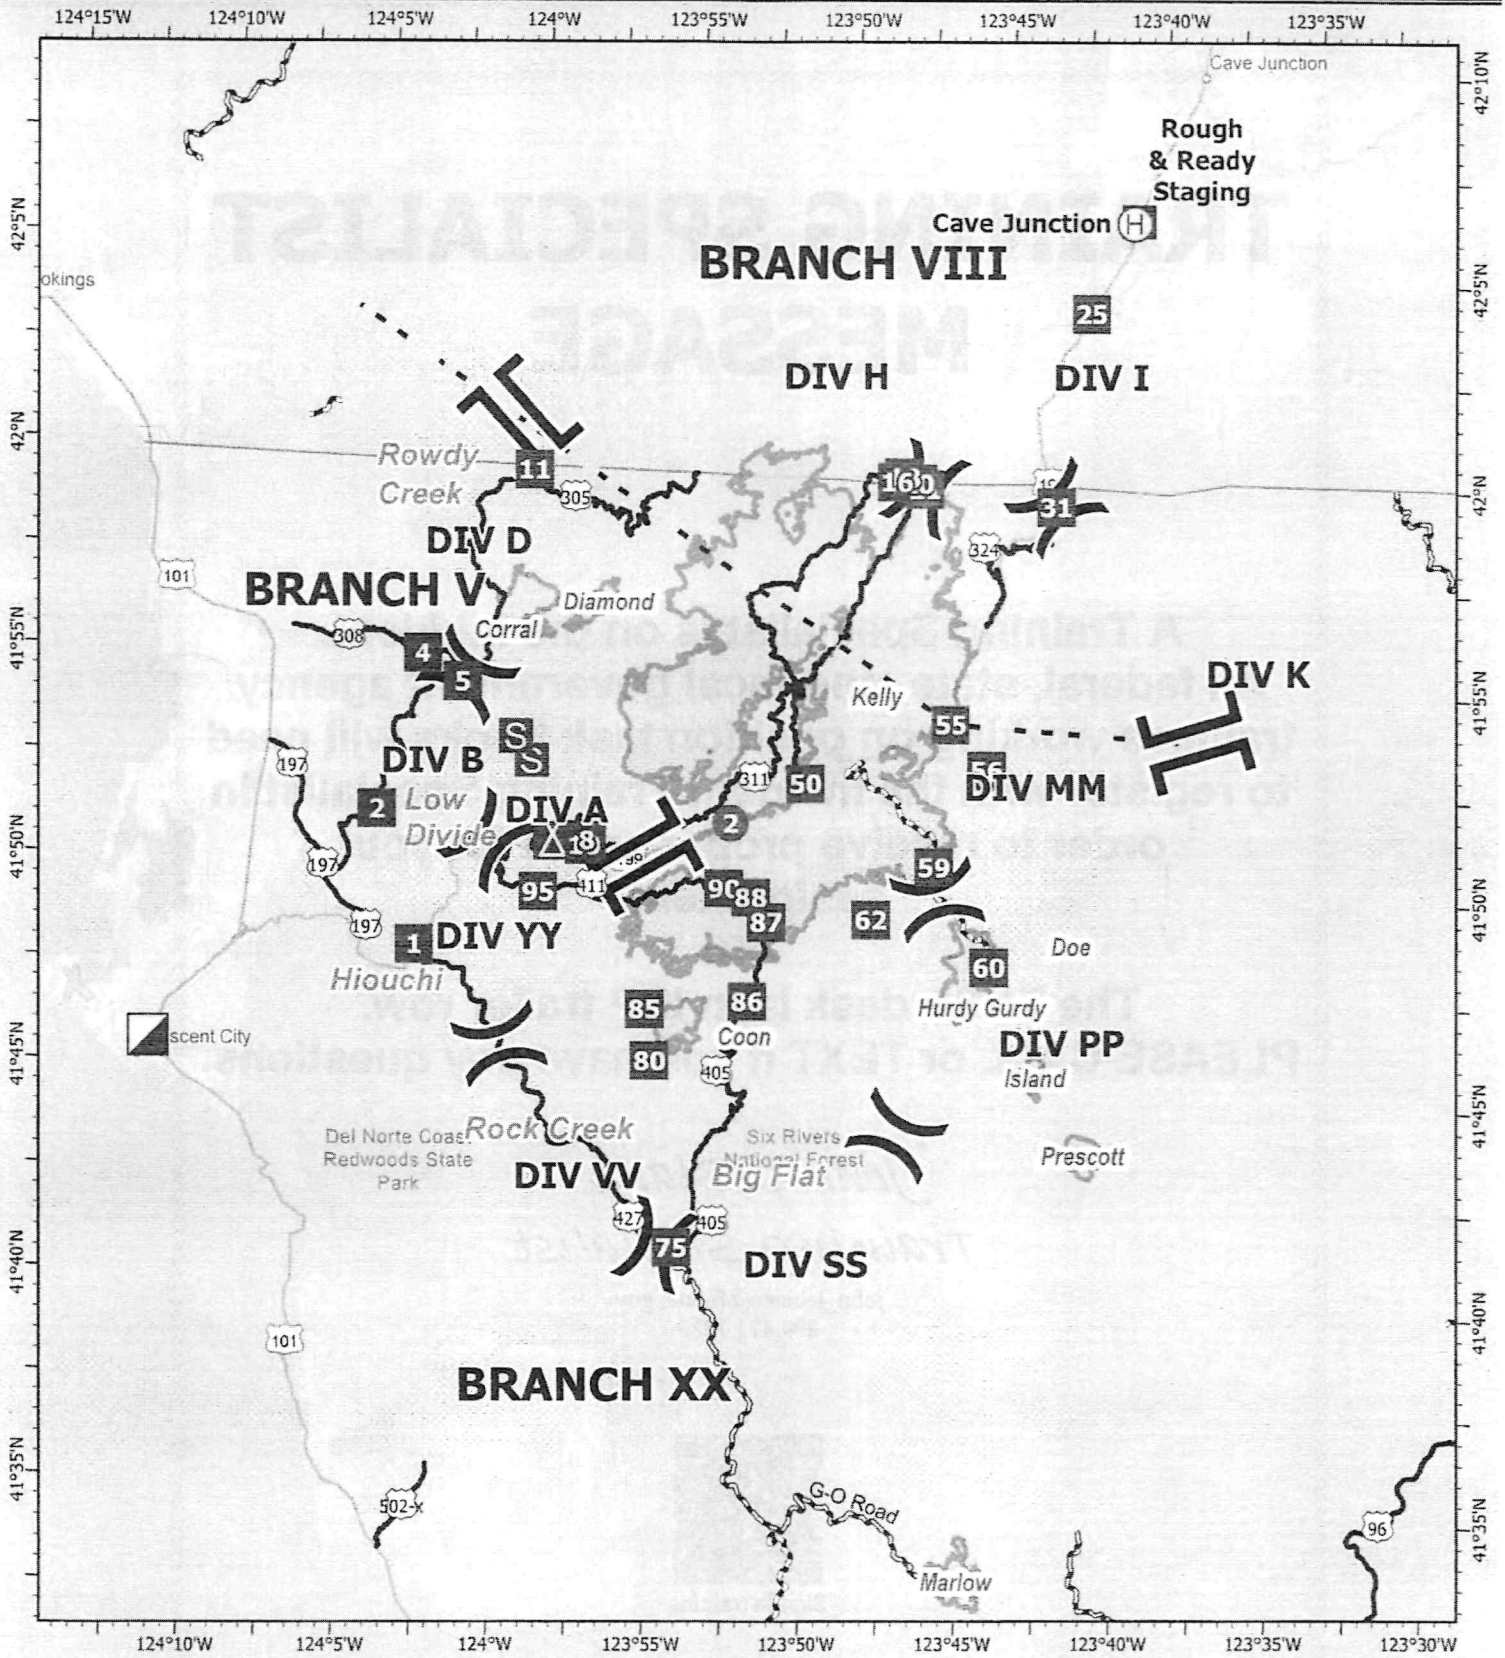 124°15'W 124°10'W 124°5'W 124°W 123°55'W 123°50'W 123°45'W 123°40'W 123°35'W
42°10'N
Cave Junction
Rough
& Ready
Staging
42°5'N
Cave Junction H
BRANCH VIII
okings
42°5'N
25
DIV H
DIV I
42°N
Rowdy
Creek
11
305
16
31
42°N
DIV D
324
101
BRANCH V
Diamond
308
Corral
41°55'N
4
5
Kelly
DIV K
41°55'N
S
S
55
197
DIV B
311
50
56
DIV MM
2
Low
Divide
DIV A
2
41°50'N
18
197
59
411
95
90
88
87
62
41°50'N
197
1
DIV YY
Doe
60
Hiouchi
85
86
Hurdy Gurdy
scent City
Coon
DIV PP
41°45'N
80
405
Island
41°45'N
Del Norte Coast
Redwoods State
Park
Rock Creek
Six Rivers
National Forest
Big Flat
Prescott
DIV VV
427
405
75
41°40'N
DIV SS
41°40'N
101
BRANCH XX
41°35'N
502-x
G-O Road
96
41°35'N
Marlow
124°10'W 124°5'W 124°W 123°55'W 123°50'W 123°45'W 123°40'W 123°35'W 123°30'W